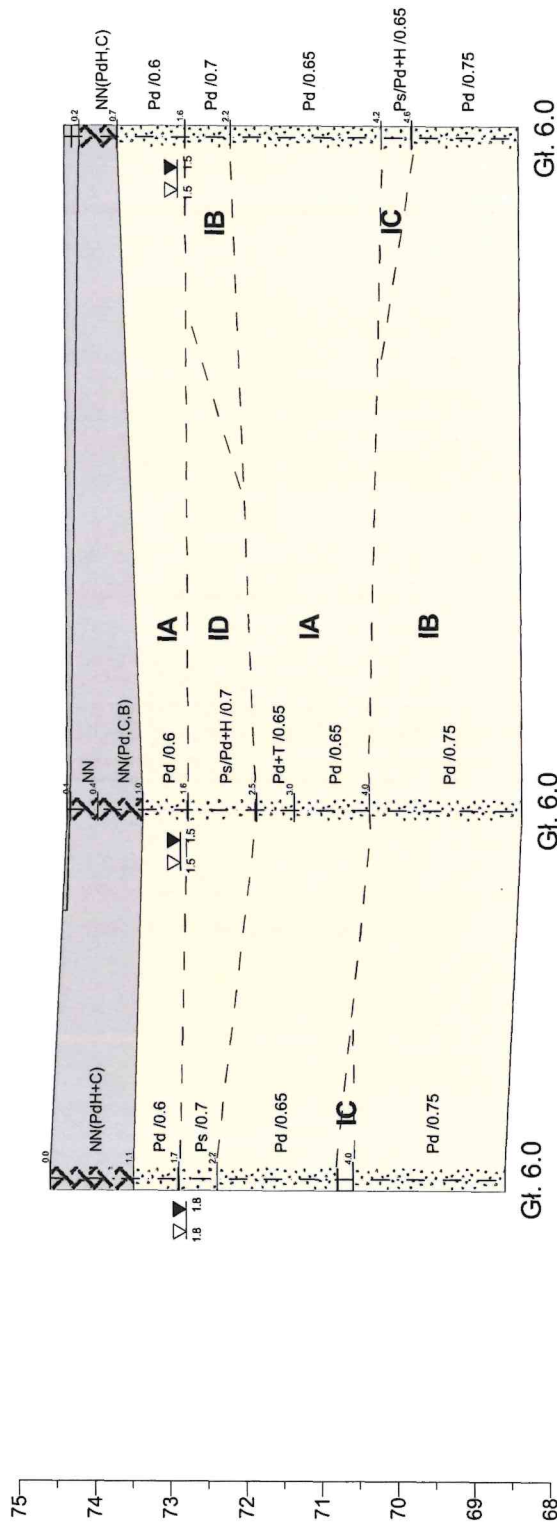 75
74
73
72
71
70
69
68
0.0
NN(PdH+C)
1.1
Pd /0.6
1.7
1.8
1.8
Ps /0.7
2.2
Pd /0.65
IC
4.0
Pd /0.75
Gł. 6.0
0.1
NN
0.4
NN(Pd,C,B)
1.0
Pd /0.6
1.6
1.5
1.5
Ps/Pd+H /0.7
2.5
Pd+T /0.65
3.0
Pd /0.65
4.0
Pd /0.75
Gł. 6.0
IA
ID
IA
IB
0.2
NN(PdH,C)
0.7
Pd /0.6
1.6
1.5
1.5
IB
Pd /0.7
2.2
Pd /0.65
4.2
IC
Ps/Pd+H /0.65
4.6
Pd /0.75
Gł. 6.0